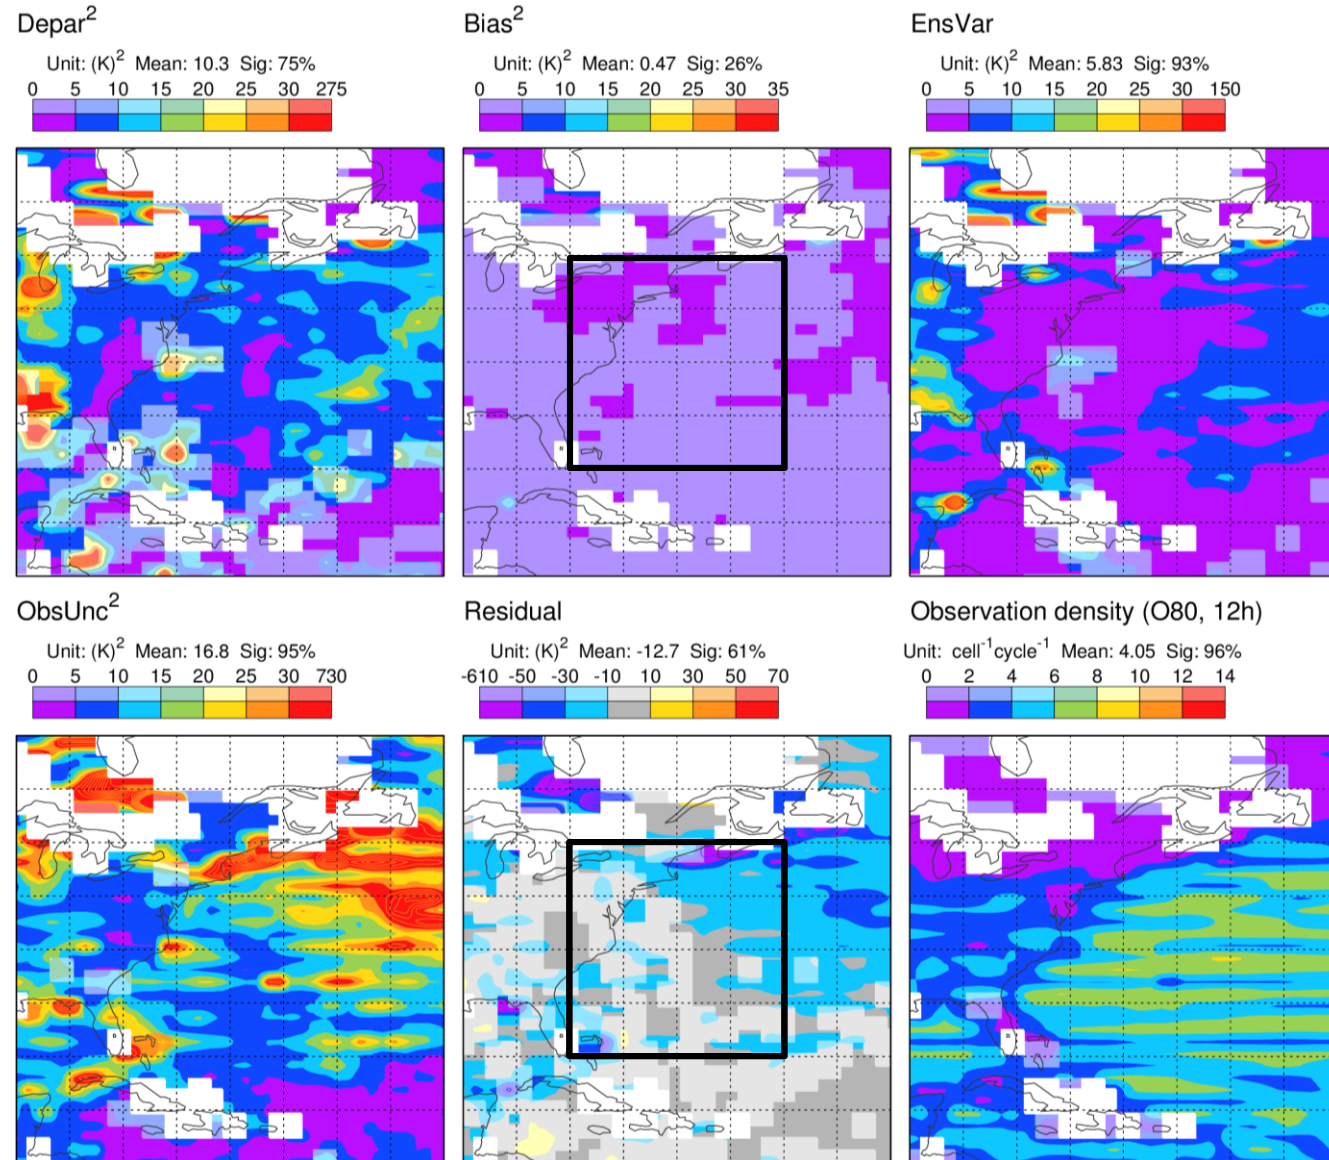 Depar²
Unit: (K)² Mean: 10.3 Sig: 75%
0 5 10 15 20 25 30 275
Bias²
Unit: (K)² Mean: 0.47 Sig: 26%
0 5 10 15 20 25 30 35
EnsVar
Unit: (K)² Mean: 5.83 Sig: 93%
0 5 10 15 20 25 30 150
ObsUnc²
Unit: (K)² Mean: 16.8 Sig: 95%
0 5 10 15 20 25 30 730
Residual
Unit: (K)² Mean: -12.7 Sig: 61%
-610 -50 -30 -10 10 30 50 70
Observation density (O80, 12h)
Unit: cell⁻¹cycle⁻¹ Mean: 4.05 Sig: 96%
0 2 4 6 8 10 12 14